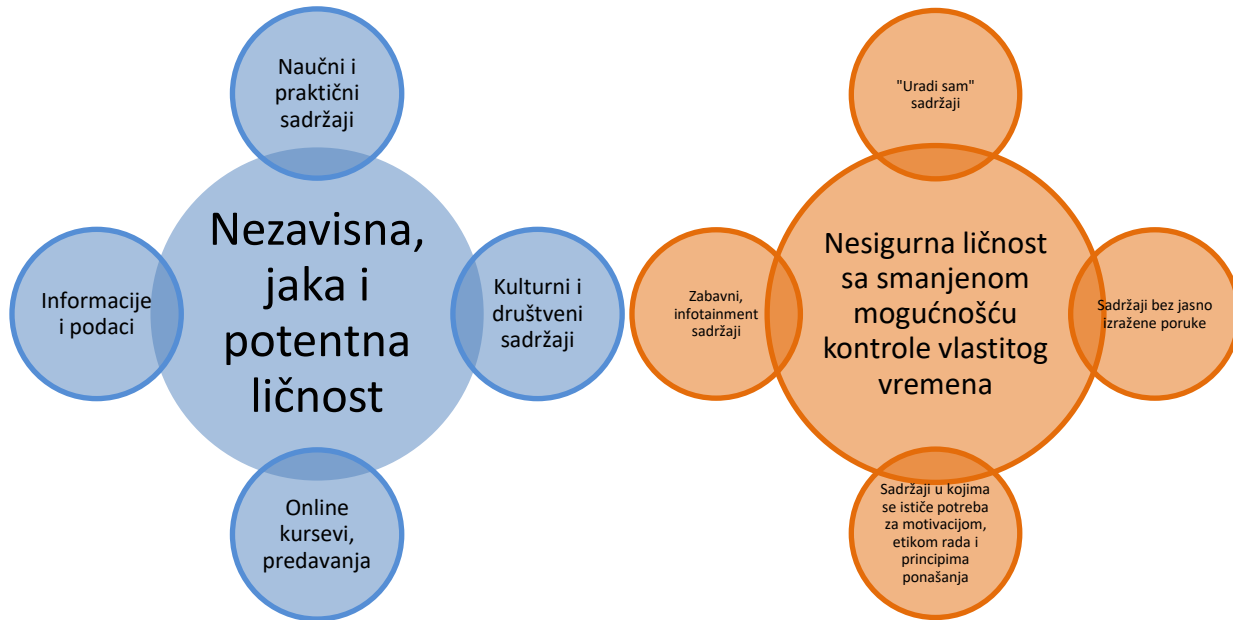 Naučni i
praktični
sadržaji
Informacije
i podaci
Nezavisna,
jaka i
potentna
ličnost
Kulturni i
društveni
sadržaji
Online
kursevi,
predavanja
"Uradi sam"
sadržaji
Zabavni,
infotainment
sadržaji
Nesigurna ličnost
sa smanjenom
mogućnošću
kontrole vlastitog
vremena
Sadržaji bez jasno
izražene poruke
Sadržaji u kojima
se ističe potreba
za motivacijom,
etikom rada i
principima
ponašanja